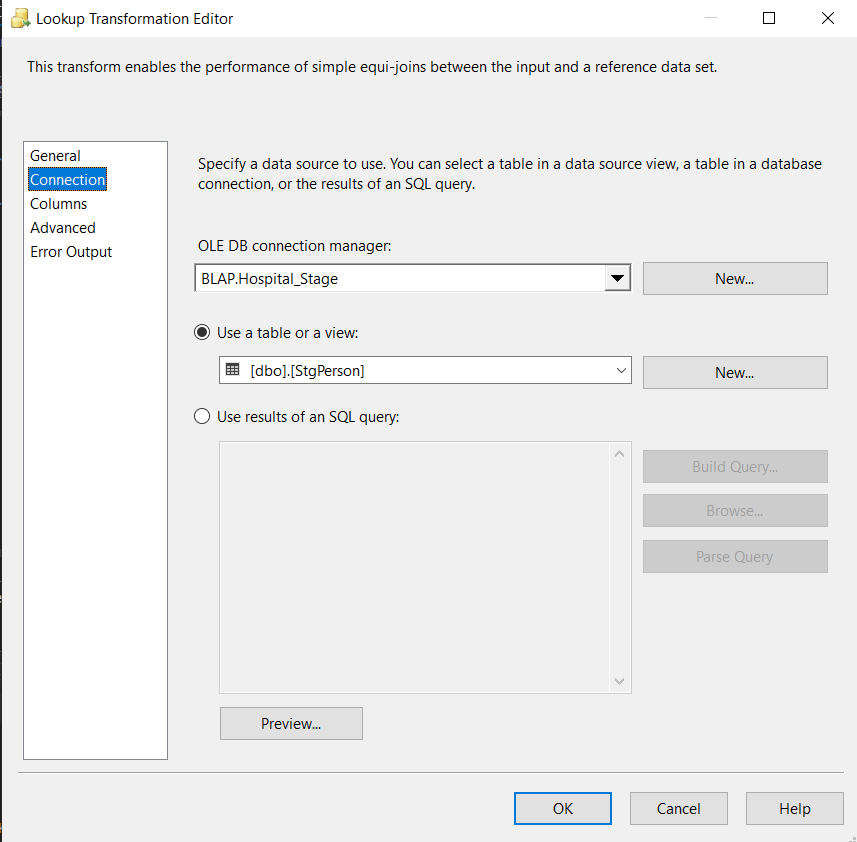 Lookup Transformation Editor
This transform enables the performance of simple equi-joins between the input and a reference data set.
General
Connection
Columns
Advanced
Error Output
Specify a data source to use. You can select a table in a data source view, a table in a database
connection, or the results of an SQL query.
OLE DB connection manager:
BLAP.Hospital_Stage
New...
Use a table or a view:
[dbo].[StgPerson]
New...
Use results of an SQL query:
Build Query...
Browse...
Parse Query
Preview...
OK
Cancel
Help